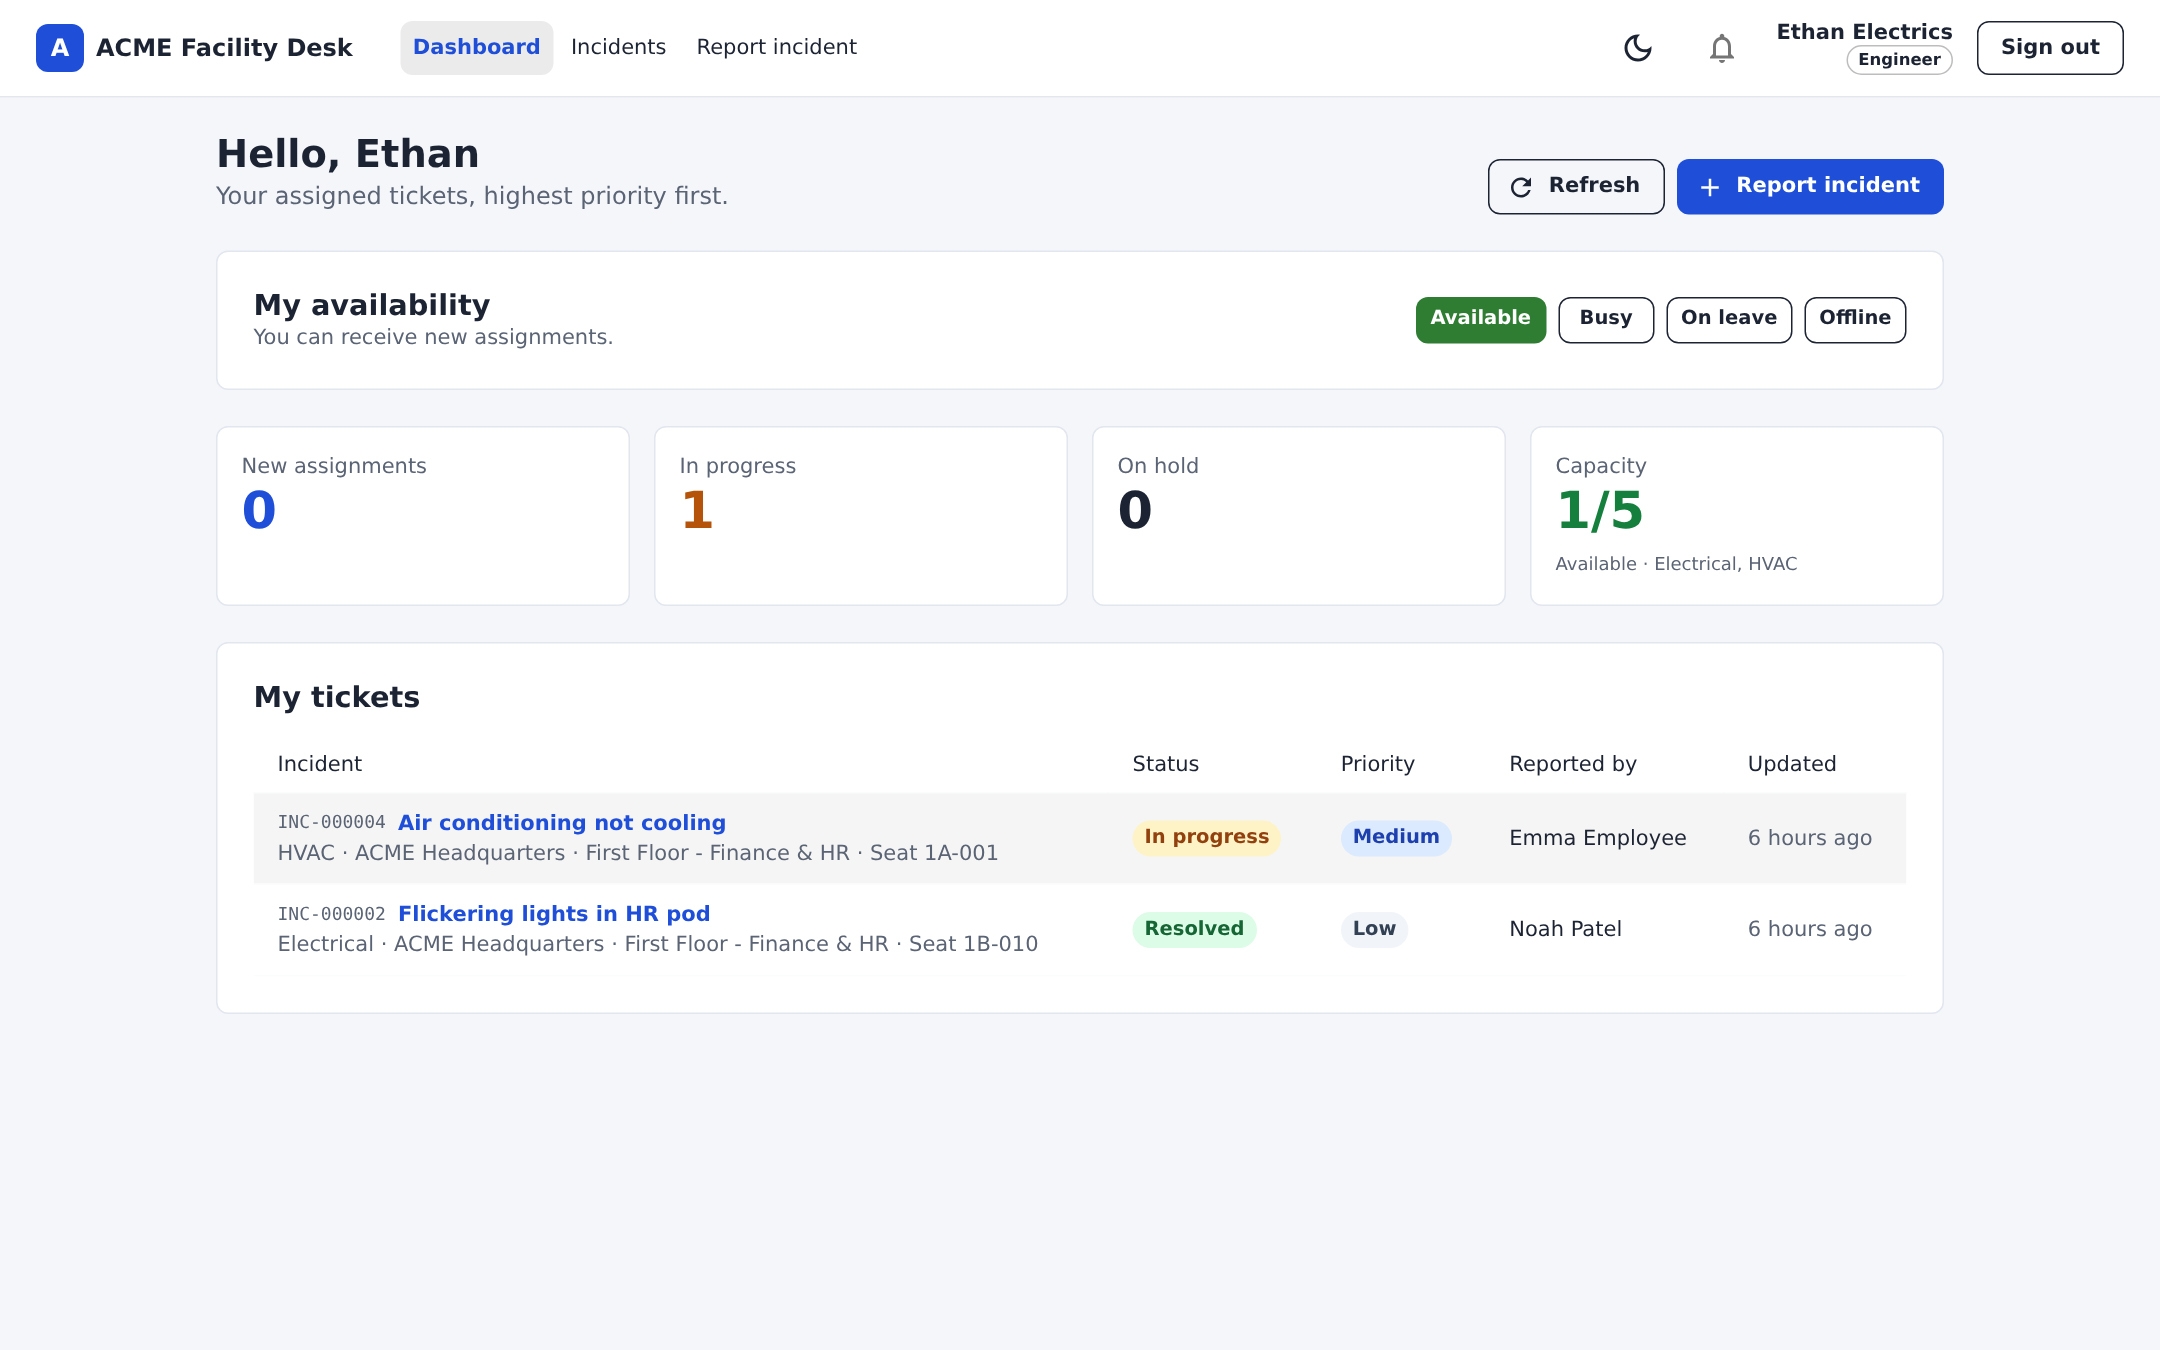 A ACME Facility Desk Dashboard Incidents Report incident Ethan Electrics Engineer Sign out
Hello, Ethan
Your assigned tickets, highest priority first.
Refresh Report incident
My availability
You can receive new assignments.
Available Busy On leave Offline
New assignments In progress On hold Capacity
0 1 0 1/5
Available · Electrical, HVAC
My tickets
Incident Status Priority Reported by Updated
INC-000004 Air conditioning not cooling
HVAC · ACME Headquarters · First Floor - Finance & HR · Seat 1A-001
In progress Medium Emma Employee 6 hours ago
INC-000002 Flickering lights in HR pod
Electrical · ACME Headquarters · First Floor - Finance & HR · Seat 1B-010
Resolved Low Noah Patel 6 hours ago